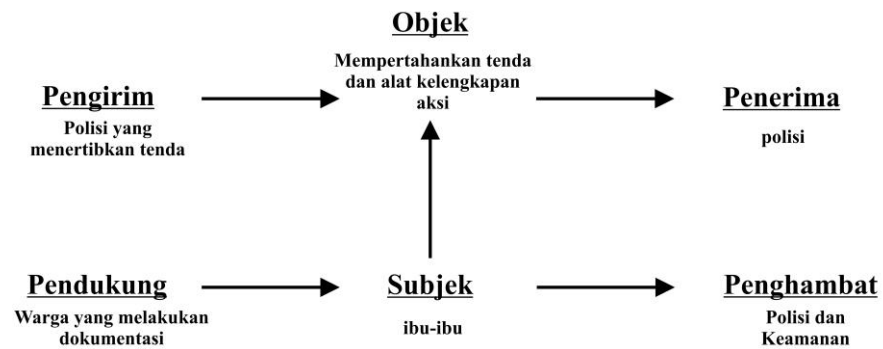 Objek
Mempertahankan tenda
dan alat kelengkapan
aksi
Pengirim
Polisi yang
menertibkan tenda
Penerima
polisi
Pendukung
Warga yang melakukan
dokumentasi
Subjek
ibu-ibu
Penghambat
Polisi dan
Keamanan